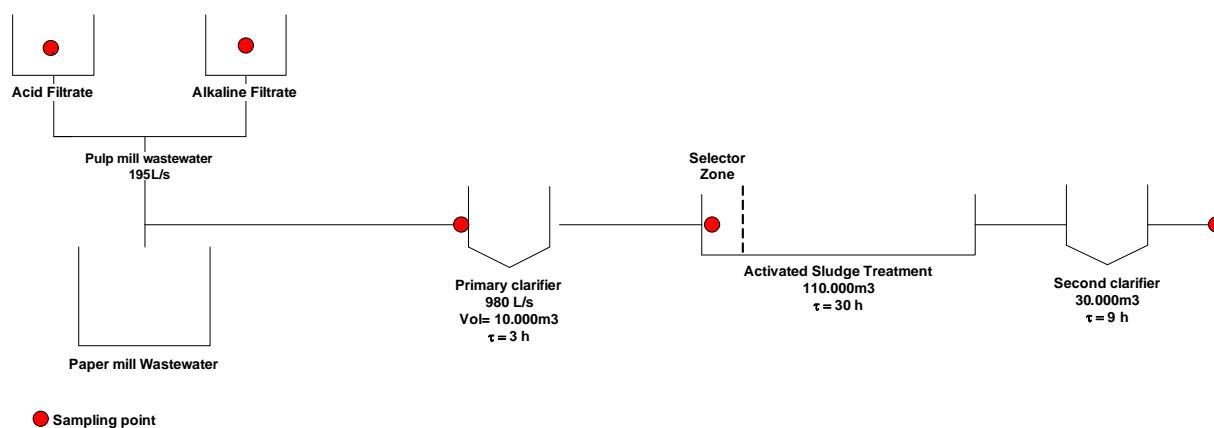 Acid Filtrate
Alkaline Filtrate
Pulp mill wastewater
195L/s
Selector
Zone
Primary clarifier
980 L/s
Vol= 10.000m3
τ = 3 h
Activated Sludge Treatment
110.000m3
τ = 30 h
Second clarifier
30.000m3
τ = 9 h
Paper mill Wastewater
Sampling point